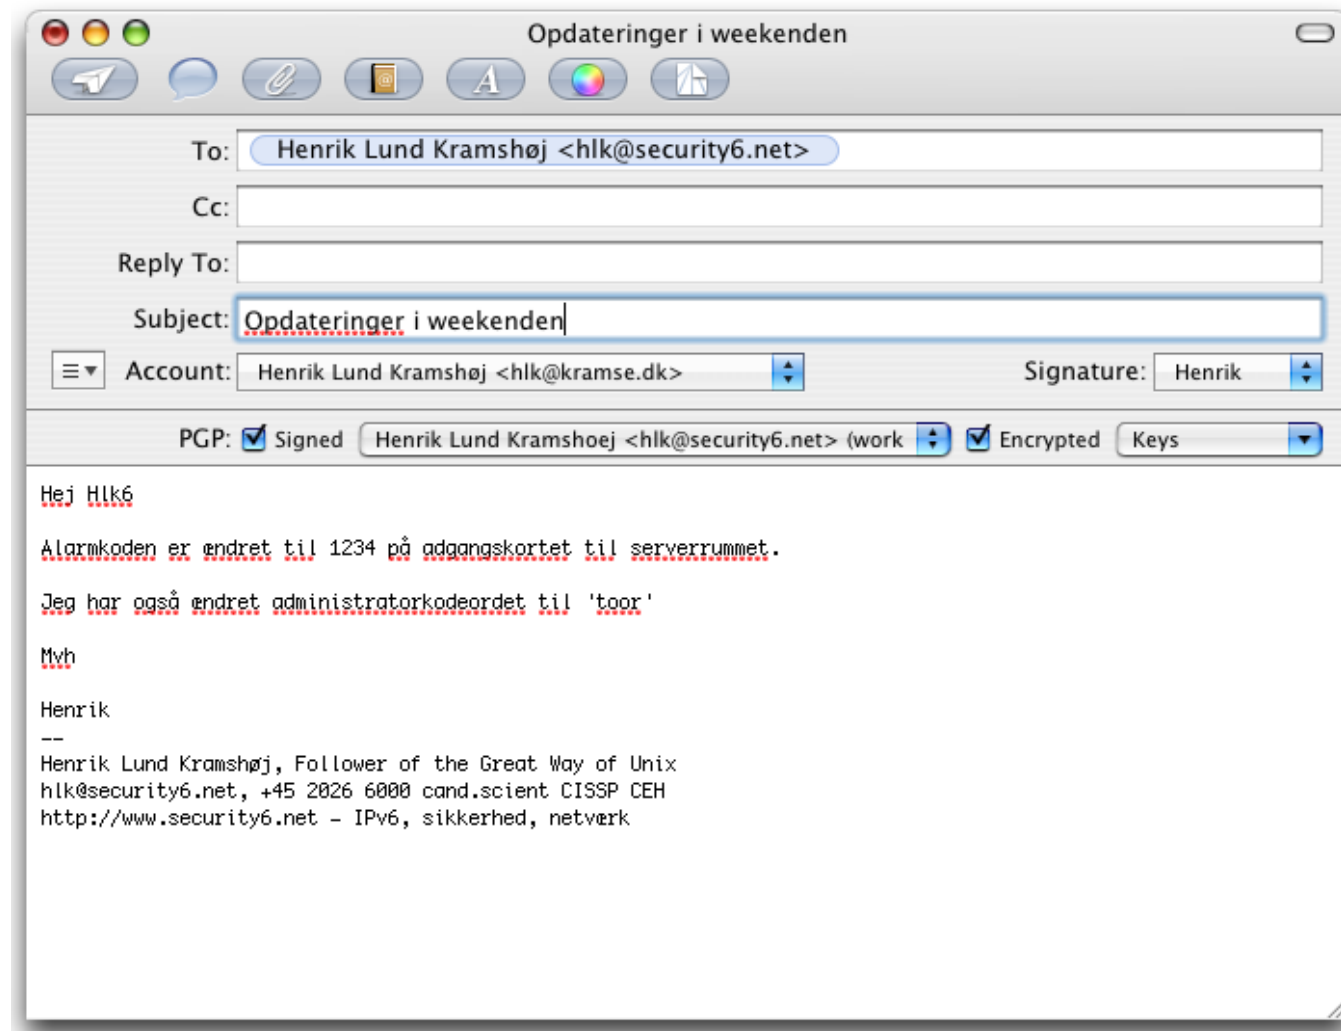 Opdateringer i weekenden
To: Henrik Lund Kramshøj <hlk@security6.net>
Cc:
Reply To:
Subject: Opdateringer i weekenden
Account: Henrik Lund Kramshøj <hlk@kramse.dk> Signature: Henrik
PGP: Signed Henrik Lund Kramshoej <hlk@security6.net> (work Encrypted Keys
Hej Hlk6
Alarmkoden er ændret til 1234 på adgangskortet til serverrummet.
Jeg har også ændret administratorkodeordet til 'toor'
Mvh
Henrik
--
Henrik Lund Kramshøj, Follower of the Great Way of Unix
hlk@security6.net, +45 2026 6000 cand.scient CISSP CEH
http://www.security6.net - IPv6, sikkerhed, netværk